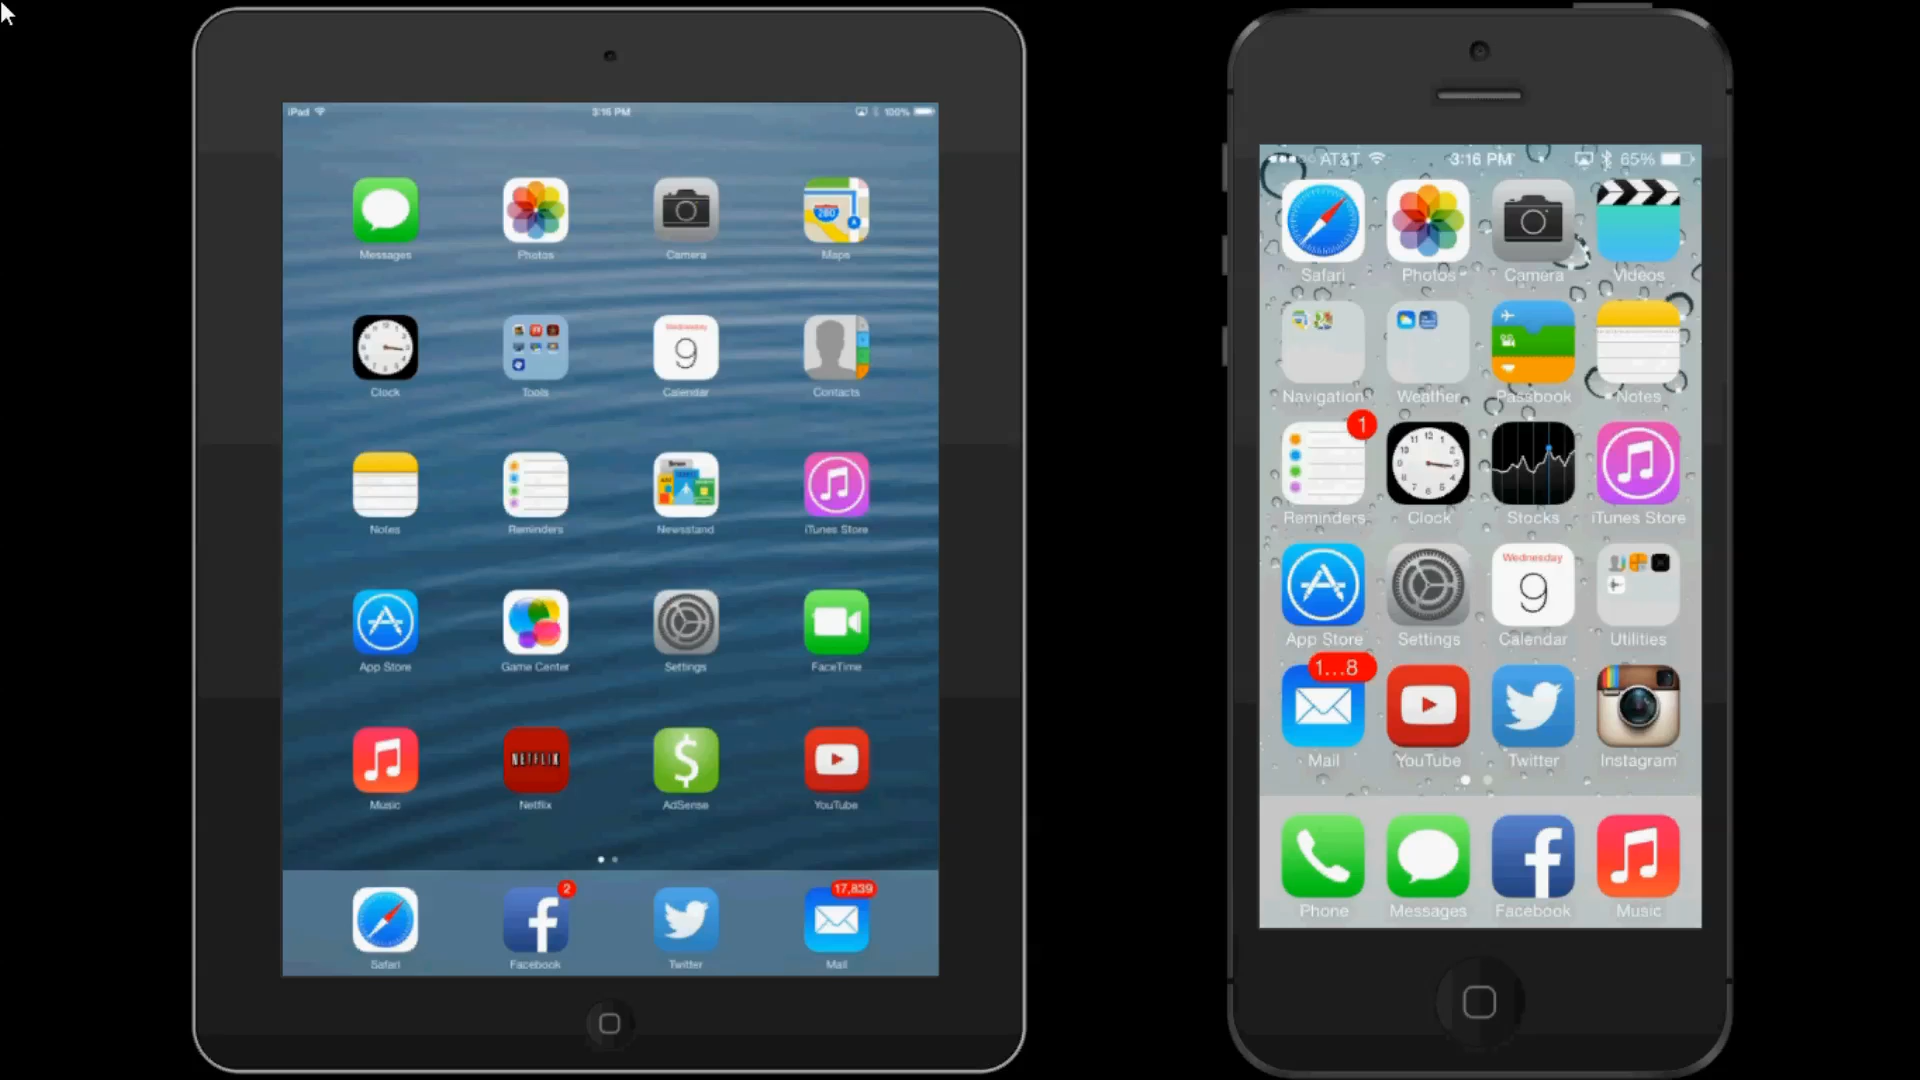 iPad 3:16 PM 100%
Messages Photos Camera Maps
280
Wednesday
9
Clock Tools Calendar Contacts
Notes Reminders Newsstand iTunes Store
App Store Game Center Settings FaceTime
NETFLIX
$
Music Netflix AdSense YouTube
2 17,839
Safari Facebook Twitter Mail
AT&T 3:16 PM 65%
Safari Photos Camera Videos
Navigation Weather Passbook Notes
1
Reminders Clock Stocks iTunes Store
Wednesday
9
App Store Settings Calendar Utilities
1...8
Mail YouTube Twitter Instagram
Phone Messages Facebook Music